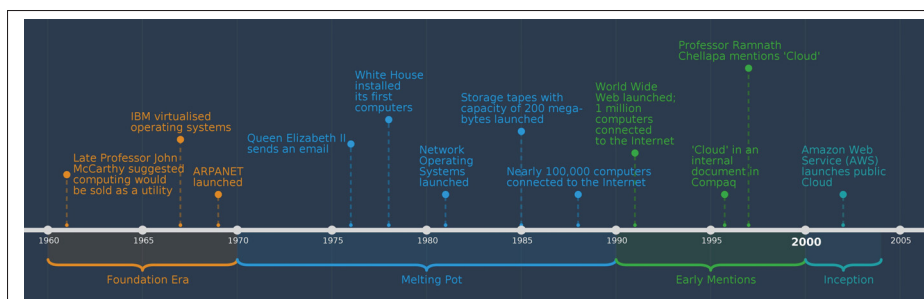 Professor Ramnath
Chellapa mentions 'Cloud'
White House
installed
its first
computers
World Wide
Web launched;
1 million
computers
connected
to the Internet
Storage tapes with
capacity of 200 mega-
bytes launched
IBM virtualised
operating systems
Queen Elizabeth II
sends an email
Network
Operating
Systems
launched
Nearly 100,000 computers
connected to the Internet
'Cloud' in an
internal
document in
Compaq
Amazon Web
Service (AWS)
launches public
Cloud
Late Professor John
McCarthy suggested
computing would
be sold as a utility
ARPANET
launched
1960
1965
1970
1975
1980
1985
1990
1995
2000
2005
Foundation Era
Melting Pot
Early Mentions
Inception